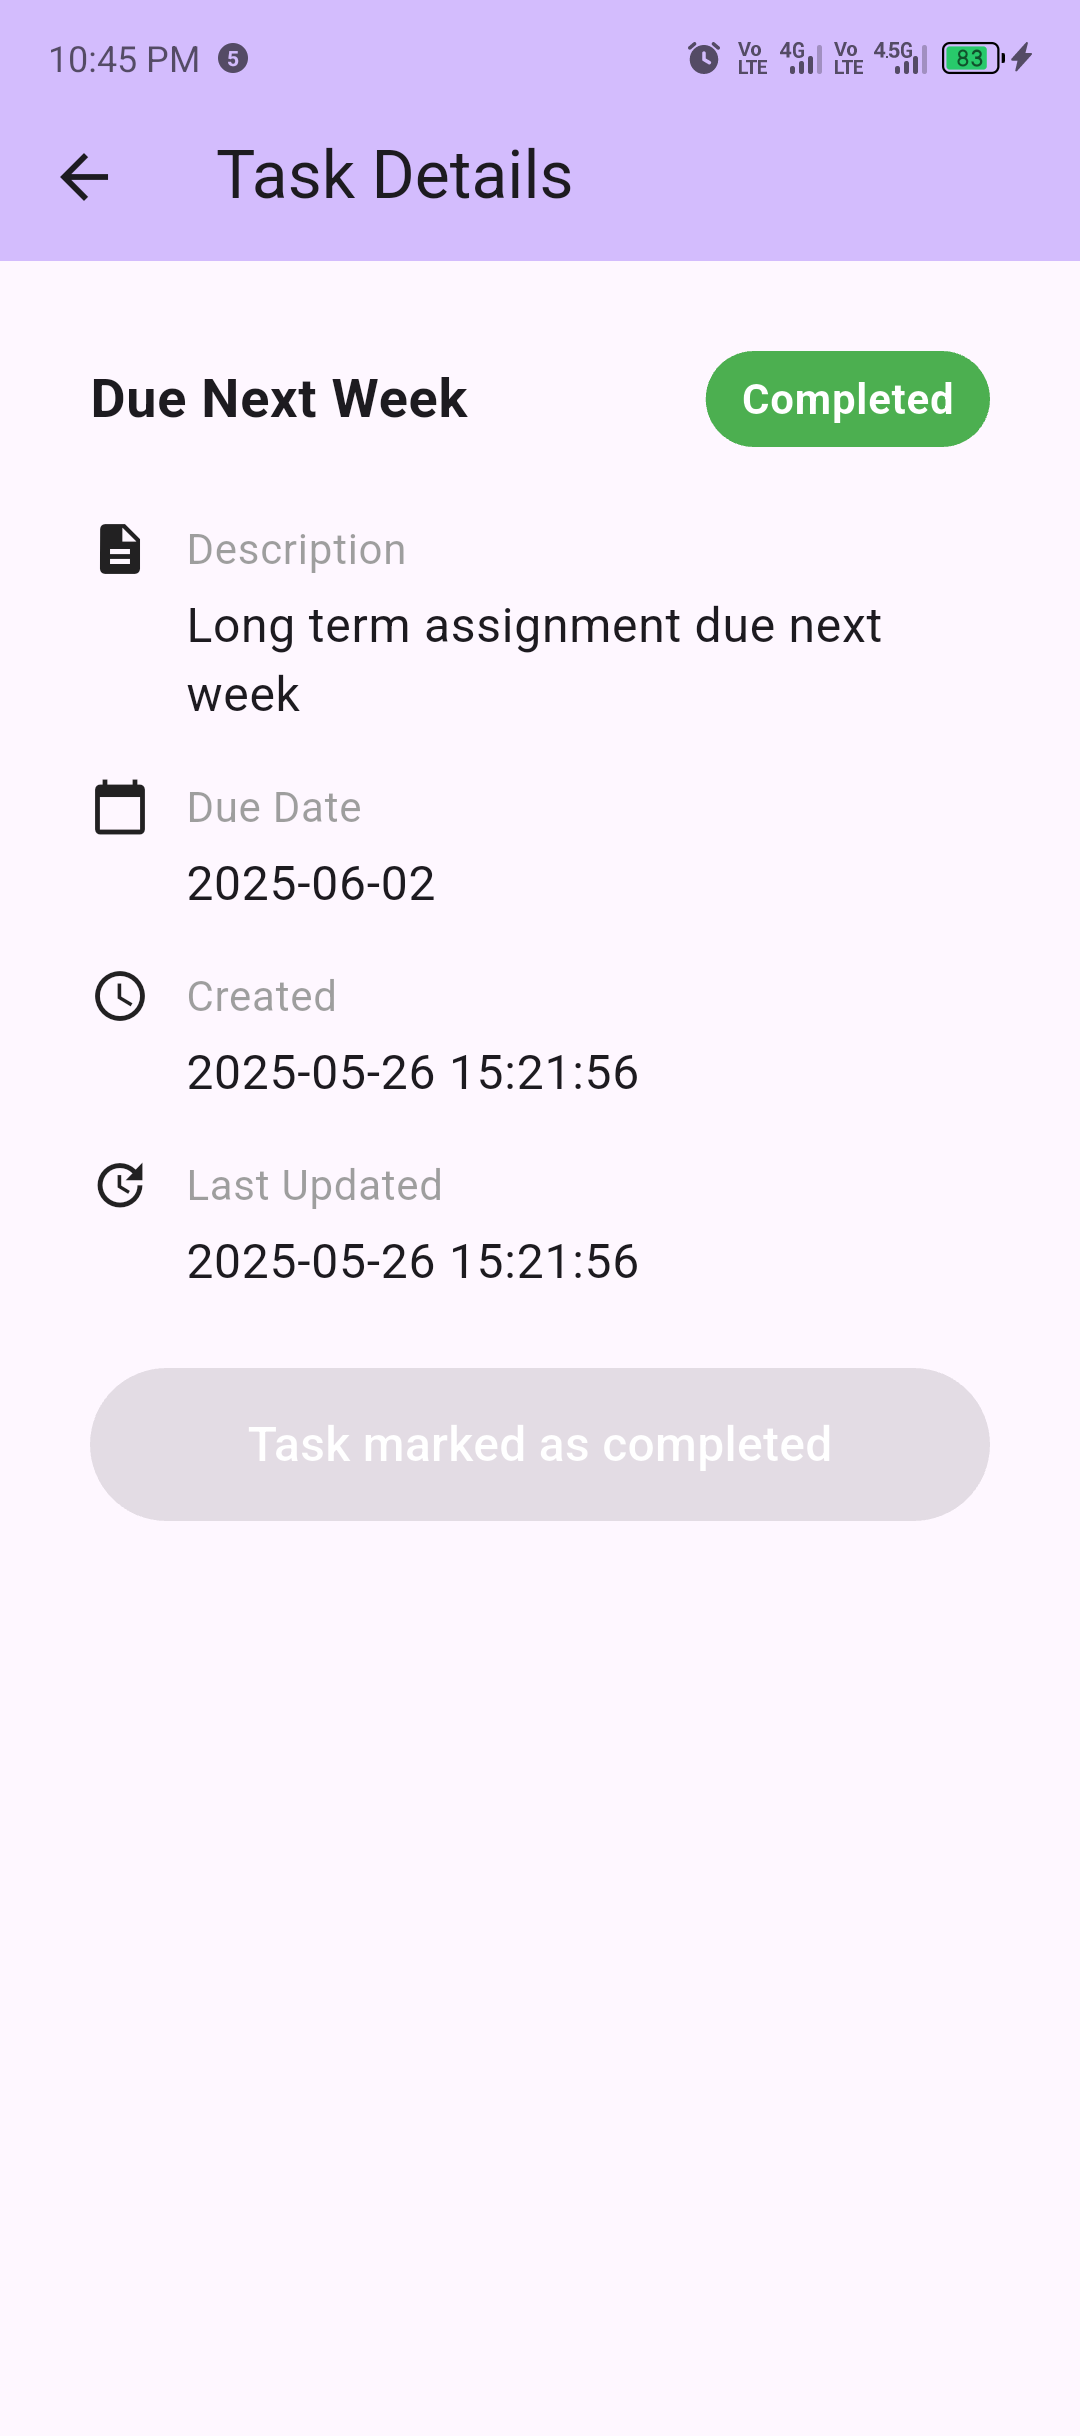 10:45 PM 5 Vo LTE 4G Vo LTE 4.5G 83
Task Details
Due Next Week
Completed
Description
Long term assignment due next
week
Due Date
2025-06-02
Created
2025-05-26 15:21:56
Last Updated
2025-05-26 15:21:56
Task marked as completed